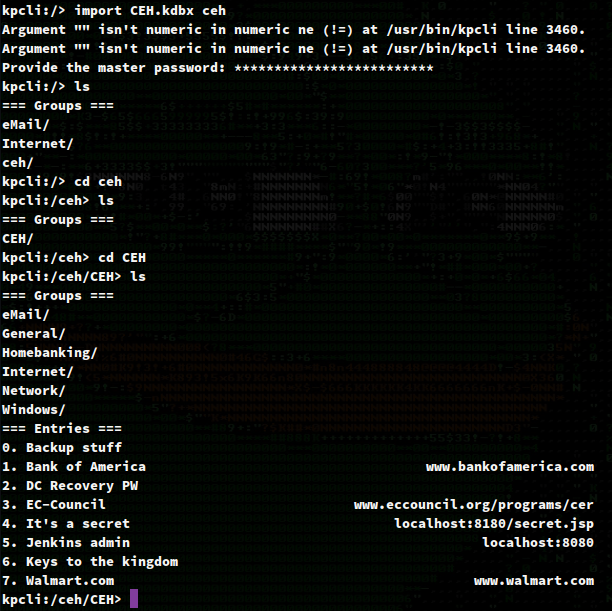 kpcli:/> import CEH.kdbx ceh
Argument "" isn't numeric in numeric ne (!=) at /usr/bin/kpcli line 3460.
Argument "" isn't numeric in numeric ne (!=) at /usr/bin/kpcli line 3460.
Provide the master password: *************************
kpcli:/> ls
=== Groups ===
eMail/
Internet/
ceh/
kpcli:/> cd ceh
kpcli:/ceh> ls
=== Groups ===
CEH/
kpcli:/ceh> cd CEH
kpcli:/ceh/CEH> ls
=== Groups ===
eMail/
General/
Homebanking/
Internet/
Network/
Windows/
=== Entries ===
0. Backup stuff
1. Bank of America www.bankofamerica.com
2. DC Recovery PW
3. EC-Council www.eccouncil.org/programs/cer
4. It's a secret localhost:8180/secret.jsp
5. Jenkins admin localhost:8080
6. Keys to the kingdom
7. Walmart.com www.walmart.com
kpcli:/ceh/CEH>